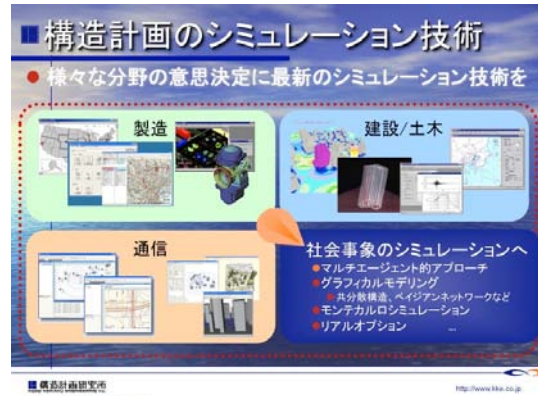 構造計画のシミュレーション技術
様々な分野の意思決定に最新のシミュレーション技術を
製造
建設/土木
通信
社会事象のシミュレーションへ
マルチエージェント的アプローチ
グラフィカルモデリング
共分散構造、ベイジアンネットワークなど
モンテカルロシミュレーション
リアルオプション ...
構造計画研究所
http://www.kke.co.jp